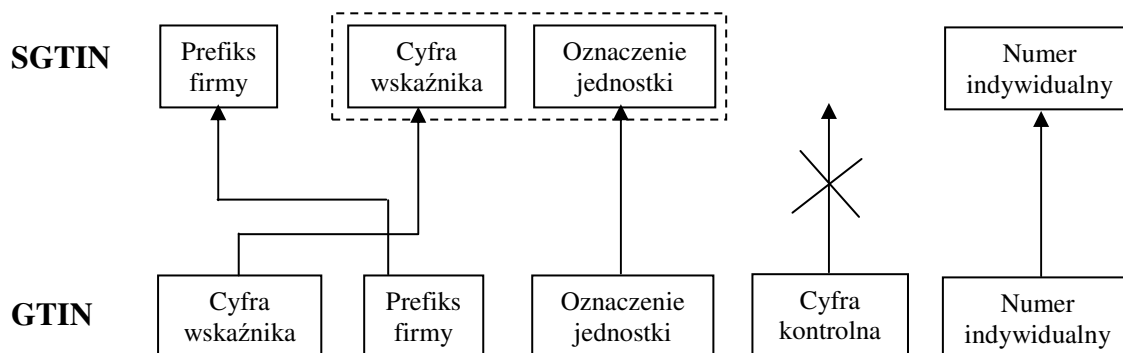 SGTIN
Prefiks
firmy
Cyfra
wskaźnika
Oznaczenie
jednostki
Numer
indywidualny
GTIN
Cyfra
wskaźnika
Prefiks
firmy
Oznaczenie
jednostki
Cyfra
kontrolna
Numer
indywidualny